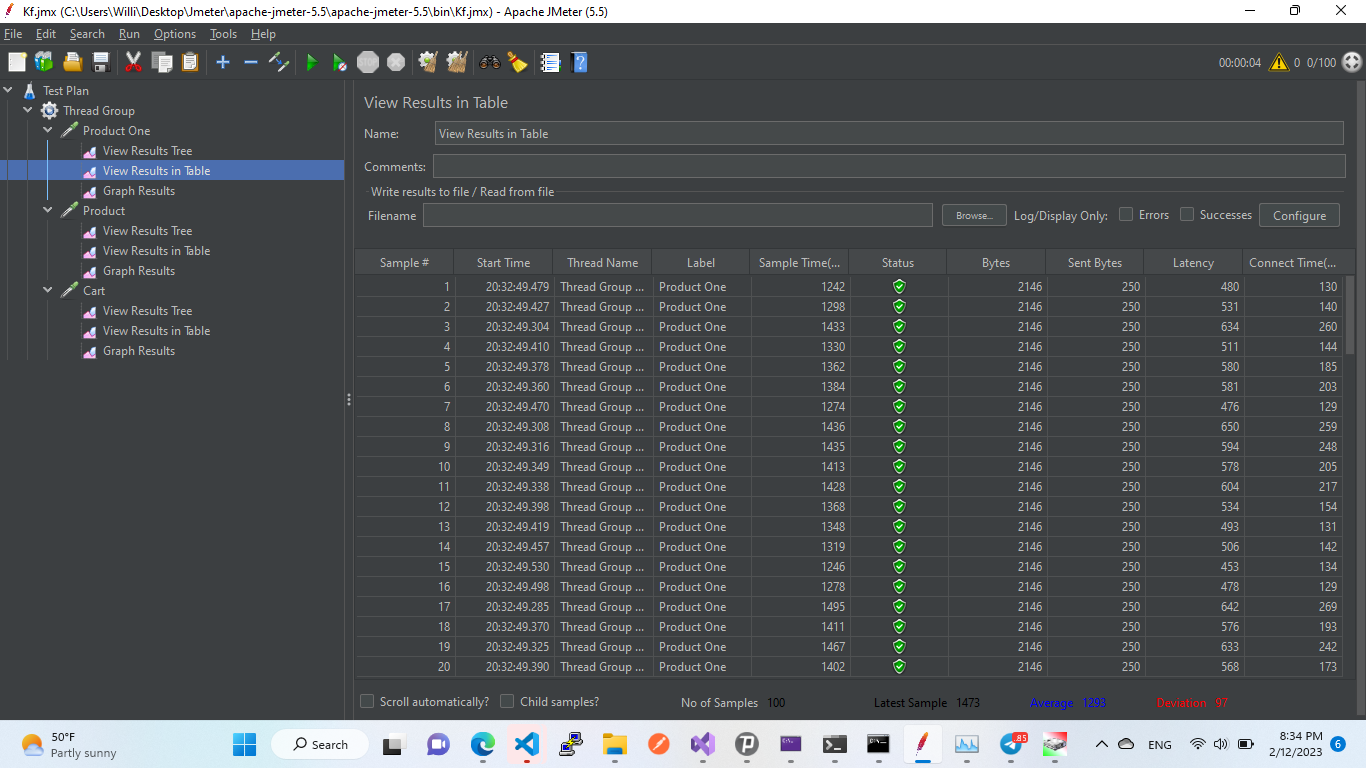 Kf.jmx (C:\Users\Willi\Desktop\Jmeter\apache-jmeter-5.5\apache-jmeter-5.5\bin\Kf.jmx) - Apache JMeter (5.5)
File Edit Search Run Options Tools Help
STOP 00:00:04 0 0/100
Test Plan
Thread Group
Product One
View Results Tree
View Results in Table
Graph Results
Product
View Results Tree
View Results in Table
Graph Results
Cart
View Results Tree
View Results in Table
Graph Results
View Results in Table
Name: View Results in Table
Comments:
Write results to file / Read from file
Filename Browse... Log/Display Only: Errors Successes Configure
Sample # Start Time Thread Name Label Sample Time(... Status Bytes Sent Bytes Latency Connect Time(...
1 20:32:49.479 Thread Group ... Product One 1242 2146 250 480 130
2 20:32:49.427 Thread Group ... Product One 1298 2146 250 531 140
3 20:32:49.304 Thread Group ... Product One 1433 2146 250 634 260
4 20:32:49.410 Thread Group ... Product One 1330 2146 250 511 144
5 20:32:49.378 Thread Group ... Product One 1362 2146 250 580 185
6 20:32:49.360 Thread Group ... Product One 1384 2146 250 581 203
7 20:32:49.470 Thread Group ... Product One 1274 2146 250 476 129
8 20:32:49.308 Thread Group ... Product One 1436 2146 250 650 259
9 20:32:49.316 Thread Group ... Product One 1435 2146 250 594 248
10 20:32:49.349 Thread Group ... Product One 1413 2146 250 578 205
11 20:32:49.338 Thread Group ... Product One 1428 2146 250 604 217
12 20:32:49.398 Thread Group ... Product One 1368 2146 250 534 154
13 20:32:49.419 Thread Group ... Product One 1348 2146 250 493 131
14 20:32:49.457 Thread Group ... Product One 1319 2146 250 506 142
15 20:32:49.530 Thread Group ... Product One 1246 2146 250 453 134
16 20:32:49.498 Thread Group ... Product One 1278 2146 250 478 129
17 20:32:49.285 Thread Group ... Product One 1495 2146 250 642 269
18 20:32:49.370 Thread Group ... Product One 1411 2146 250 576 193
19 20:32:49.325 Thread Group ... Product One 1467 2146 250 633 242
20 20:32:49.390 Thread Group ... Product One 1402 2146 250 568 173
Scroll automatically? Child samples? No of Samples 100 Latest Sample 1473 Average 1293 Deviation 97
50°F
Partly sunny
Search
.85
ENG
8:34 PM
2/12/2023
6